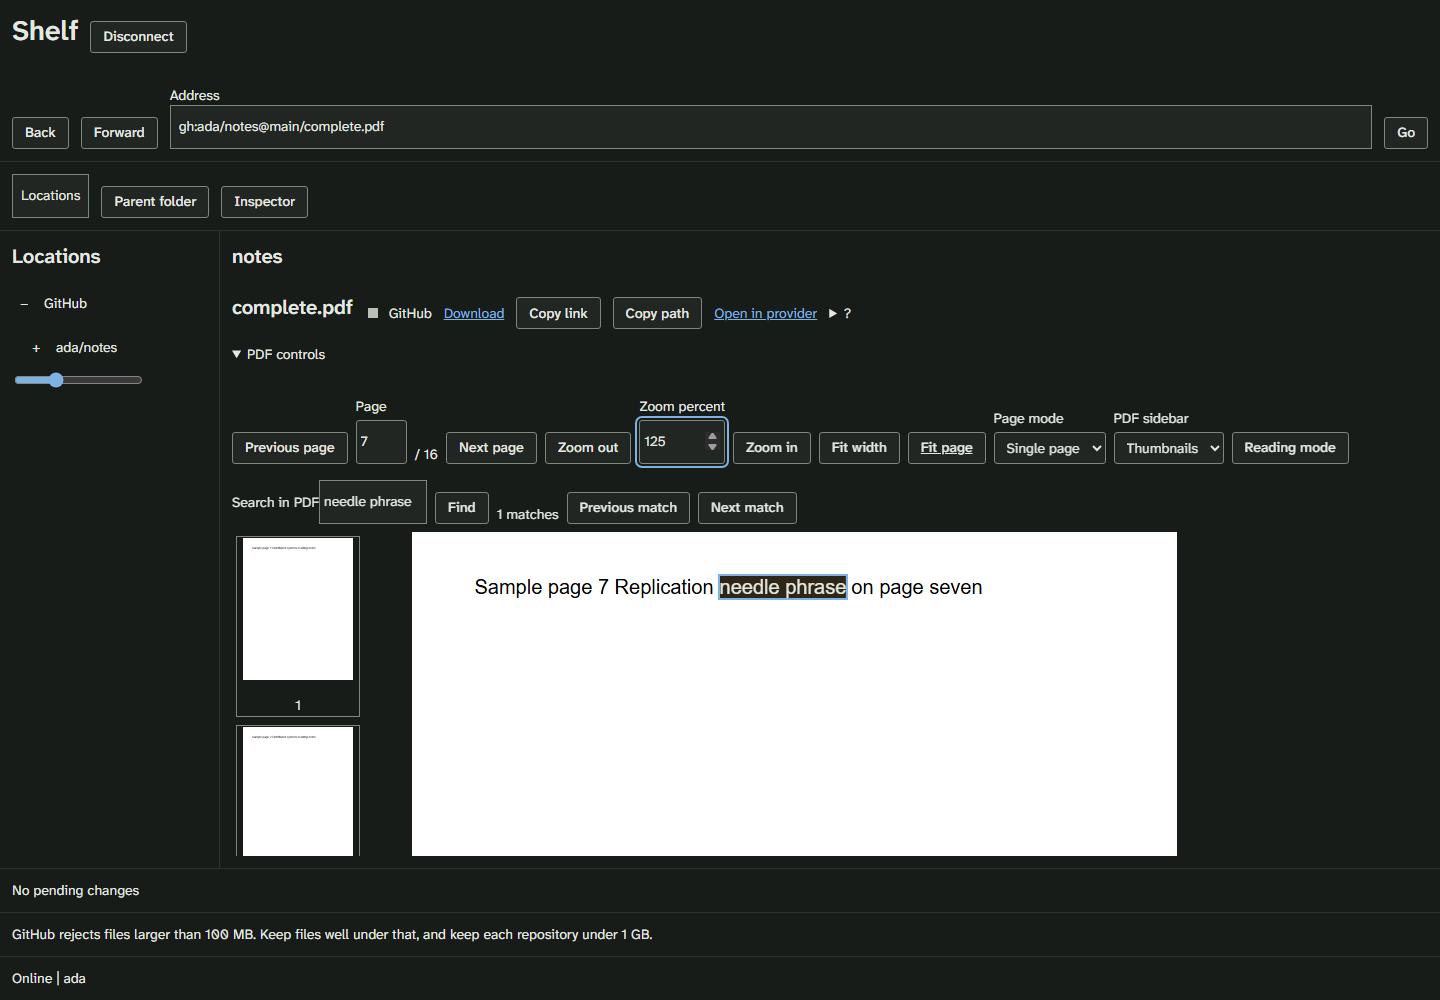 Shelf Disconnect
Address
Back Forward gh:ada/notes@main/complete.pdf Go
Locations Parent folder Inspector
Locations
− GitHub
+ ada/notes
notes
complete.pdf GitHub Download Copy link Copy path Open in provider ?
PDF controls
Previous page Page 7 / 16 Next page Zoom out Zoom percent 125 Zoom in Fit width Fit page Page mode Single page PDF sidebar Thumbnails Reading mode
Search in PDF needle phrase Find 1 matches Previous match Next match
1
Sample page 7 Replication needle phrase on page seven
No pending changes
GitHub rejects files larger than 100 MB. Keep files well under that, and keep each repository under 1 GB.
Online | ada